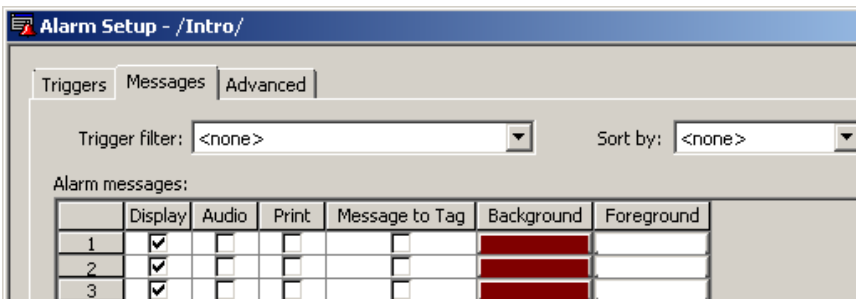 Alarm Setup - /Intro/
Triggers Messages Advanced
Trigger filter: <none> Sort by: <none>
Alarm messages:
Display Audio Print Message to Tag Background Foreground
1
2
3